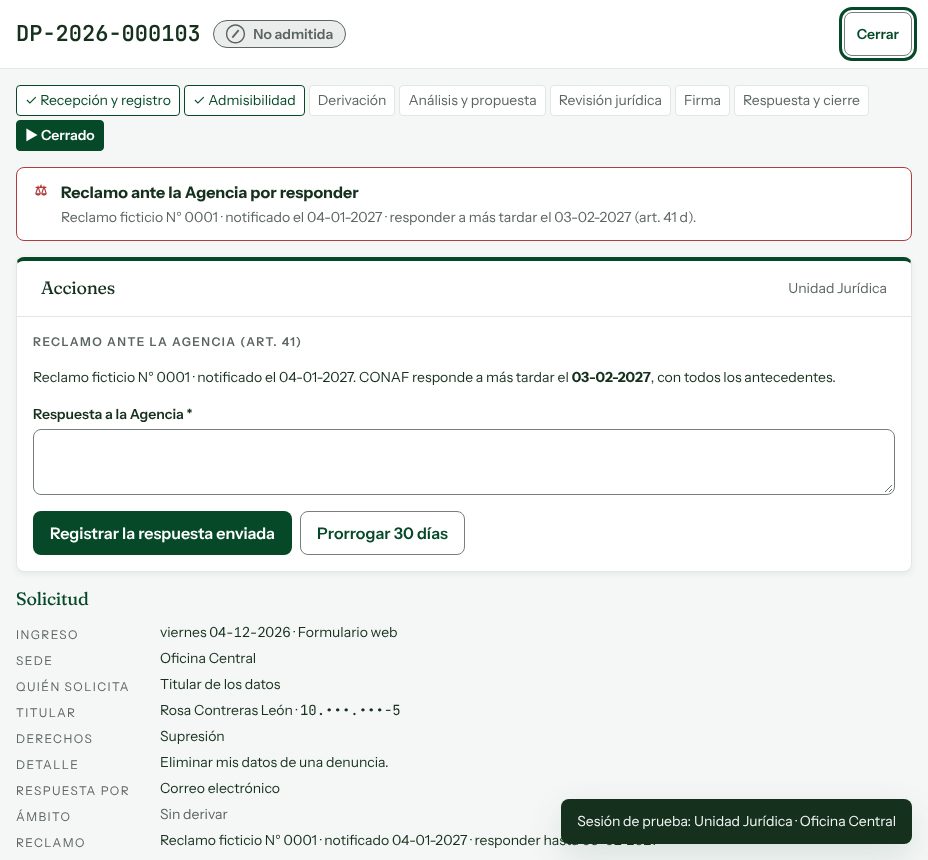 DP-2026-000103
No admitida
Cerrar
✓ Recepción y registro
✓ Admisibilidad
Derivación
Análisis y propuesta
Revisión jurídica
Firma
Respuesta y cierre
▶ Cerrado
Reclamo ante la Agencia por responder
Reclamo ficticio N° 0001 · notificado el 04-01-2027 · responder a más tardar el 03-02-2027 (art. 41 d).
Acciones
Unidad Jurídica
RECLAMO ANTE LA AGENCIA (ART. 41)
Reclamo ficticio N° 0001 · notificado el 04-01-2027. CONAF responde a más tardar el 03-02-2027, con todos los antecedentes.
Respuesta a la Agencia *
Registrar la respuesta enviada
Prorrogar 30 días
Solicitud
INGRESO viernes 04-12-2026 · Formulario web
SEDE Oficina Central
QUIÉN SOLICITA Titular de los datos
TITULAR Rosa Contreras León · 10.•••.•••-5
DERECHOS Supresión
DETALLE Eliminar mis datos de una denuncia.
RESPUESTA POR Correo electrónico
ÁMBITO Sin derivar
RECLAMO Reclamo ficticio N° 0001 · notificado 04-01-2027 · responder
Sesión de prueba: Unidad Jurídica · Oficina Central